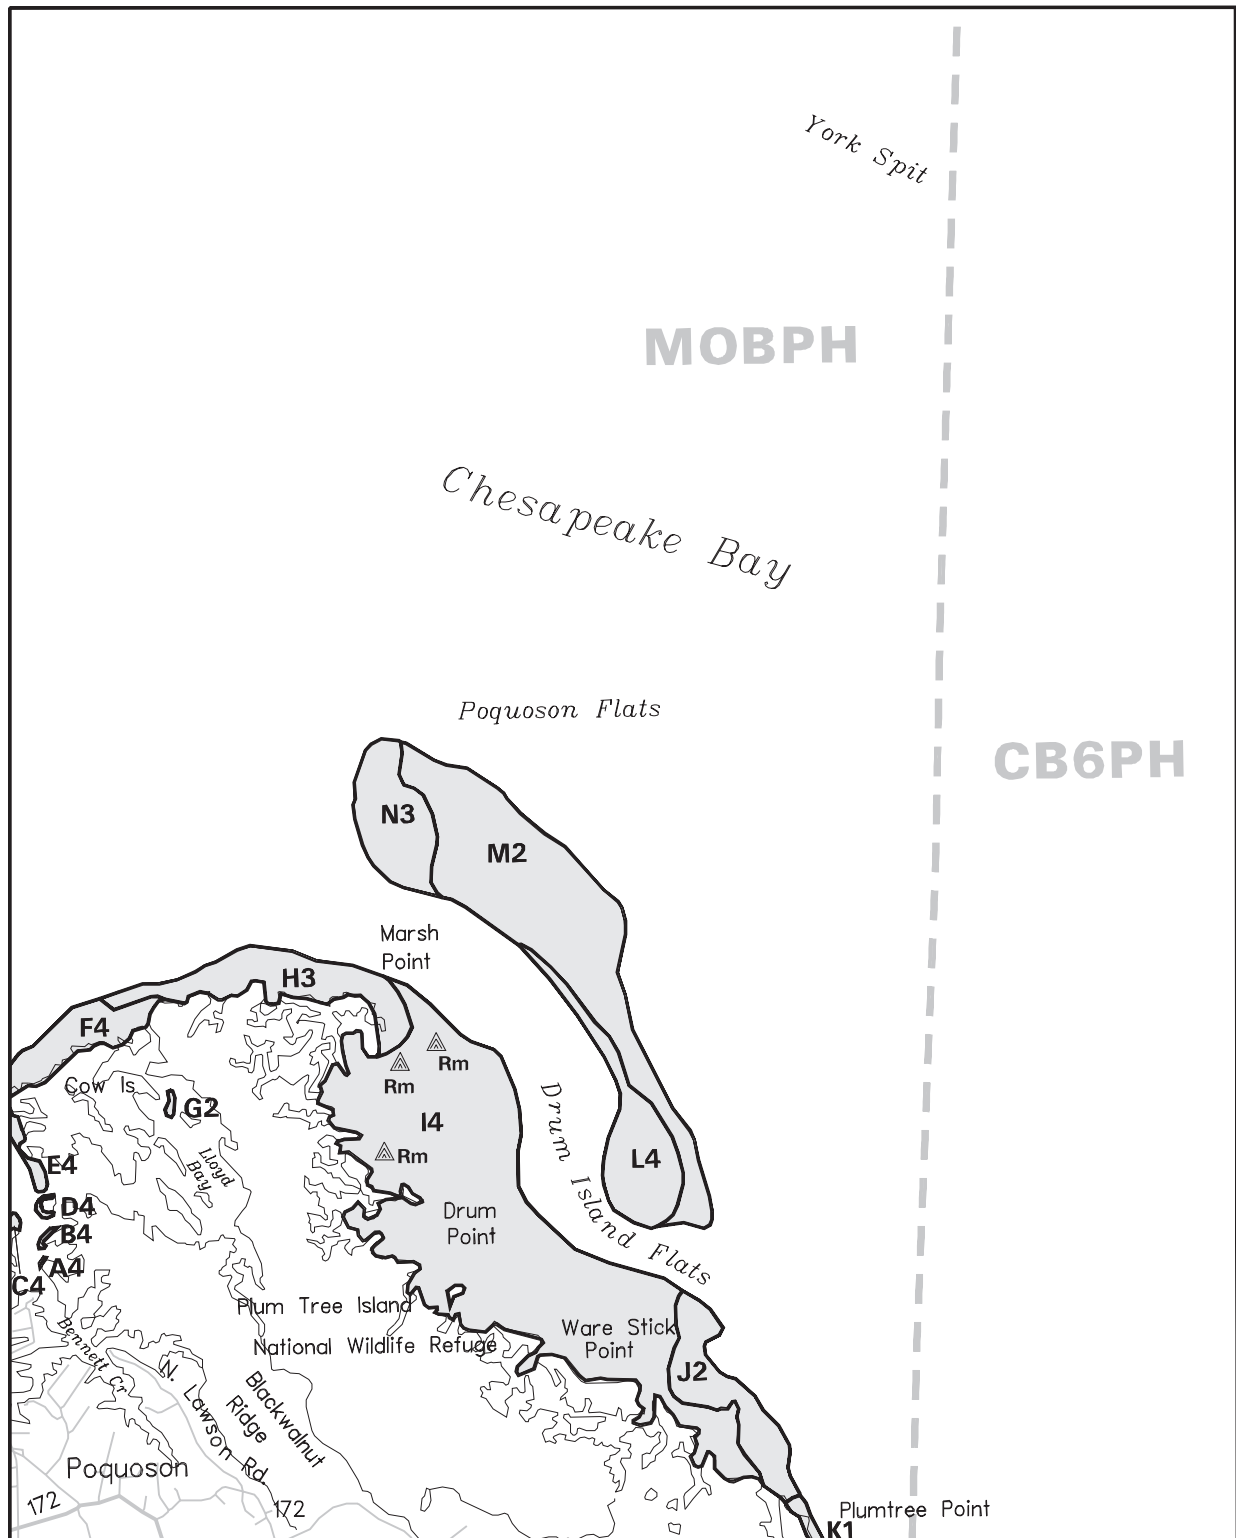 York Spit
MOBPH
Chesapeake Bay
Poquoson Flats
CB6PH
N3
M2
Marsh
Point
H3
F4
Rm
Rm
Cow Is
G2
I4
Drum Island Flats
Rm
L4
E4
Lloyd
Bay
D4
Drum
Point
B4
A4
C4
Plum Tree Island
National Wildlife Refuge
Ware Stick
Point
Bennett Cr
J2
N. Lawson Rd.
Blackwalnut
Ridge
Poquoson
172
172
Plumtree Point
K1